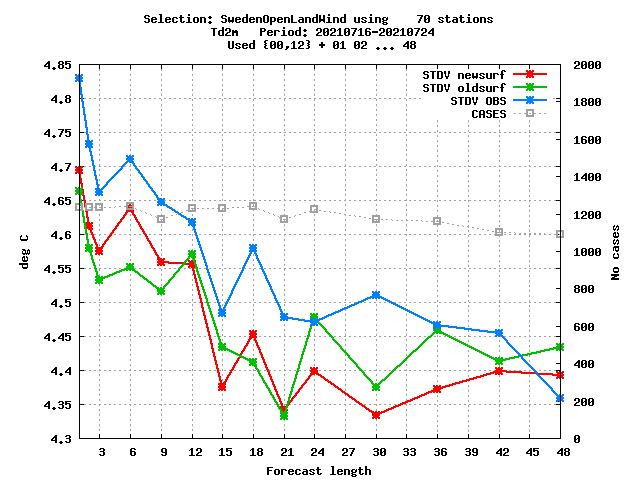 Selection: SwedenOpenLandWind using    70 stations
Td2m   Period: 20210716-20210724
Used {00,12} + 01 02 ... 48
STDV newsurf
STDV oldsurf
STDV OBS
CASES
4.85
4.8
4.75
4.7
4.65
4.6
4.55
4.5
4.45
4.4
4.35
4.3
deg C
2000
1800
1600
1400
1200
1000
800
600
400
200
0
No cases
3 6 9 12 15 18 21 24 27 30 33 36 39 42 45 48
Forecast length